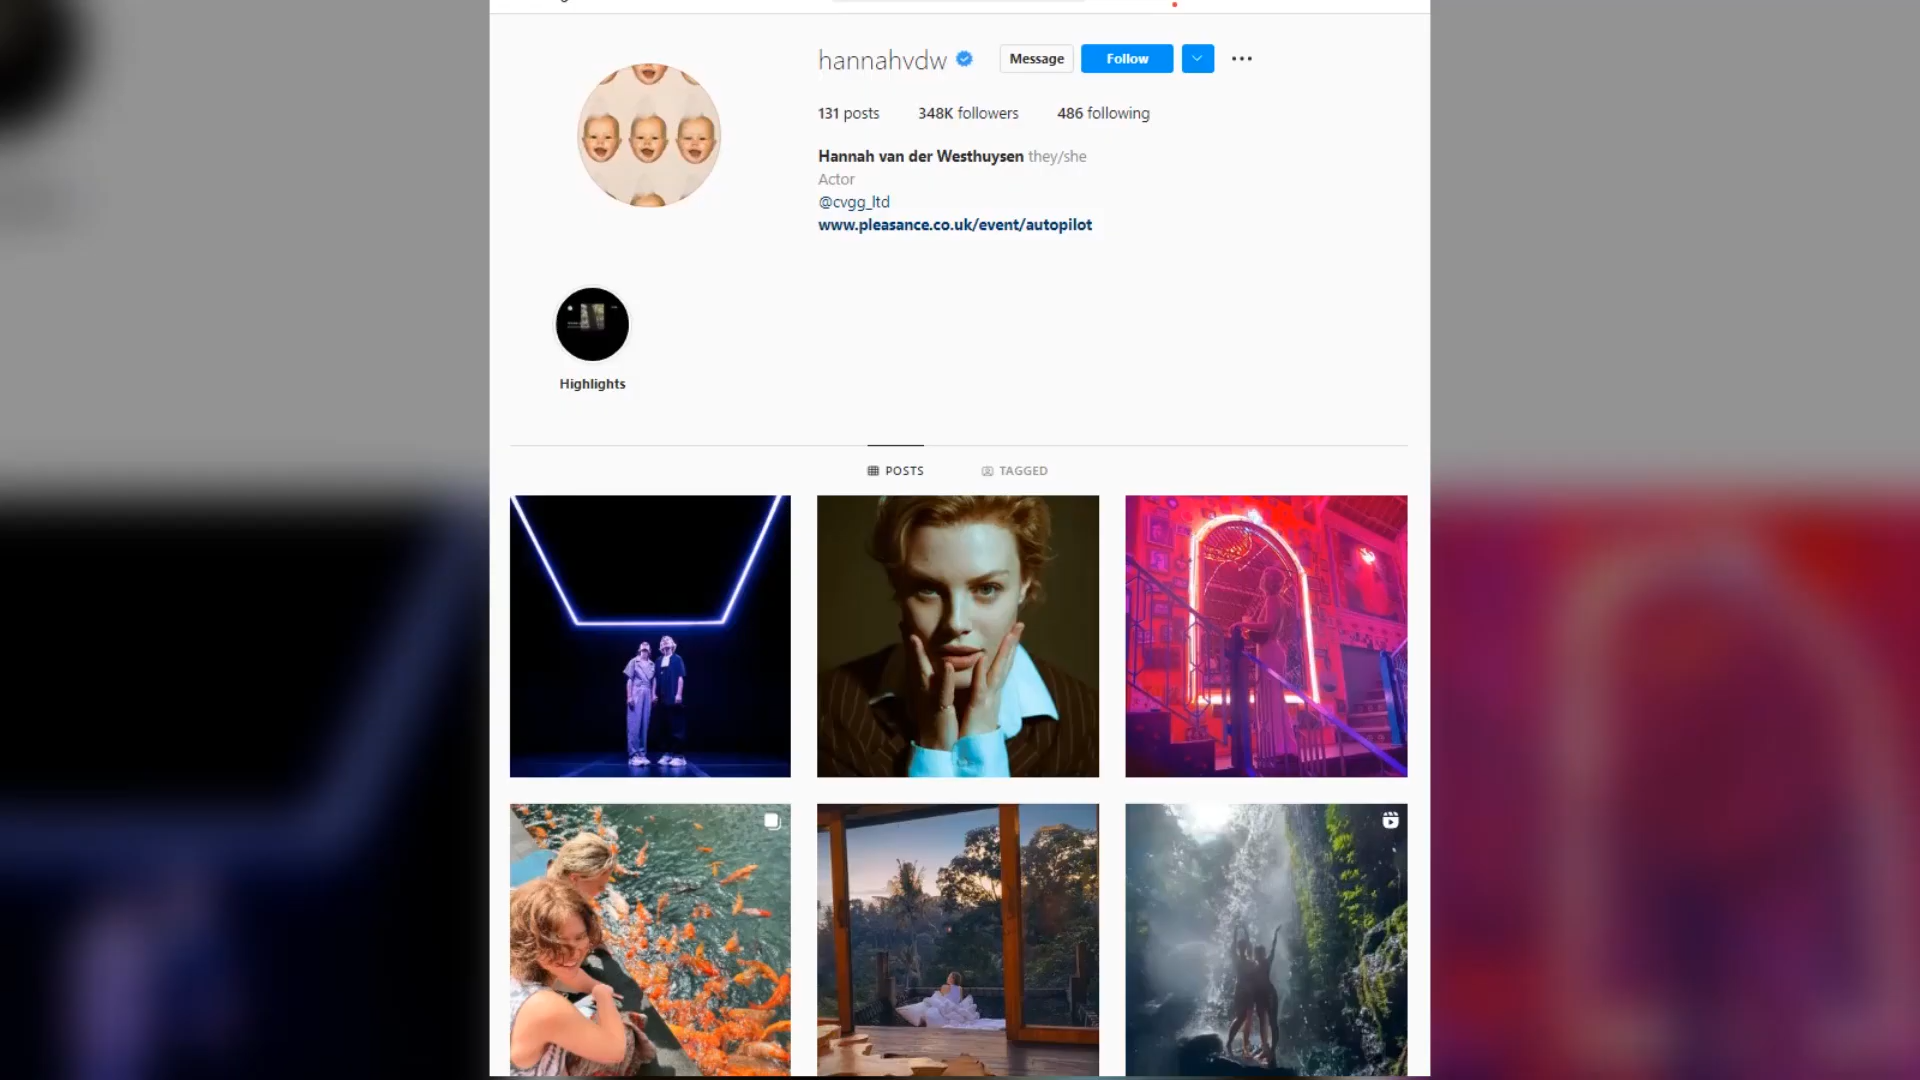 hannahvdw
Message
Follow
131 posts
348K followers
486 following
Hannah van der Westhuysen they/she
Actor
@cvgg_ltd
www.pleasance.co.uk/event/autopilot
Highlights
POSTS
TAGGED